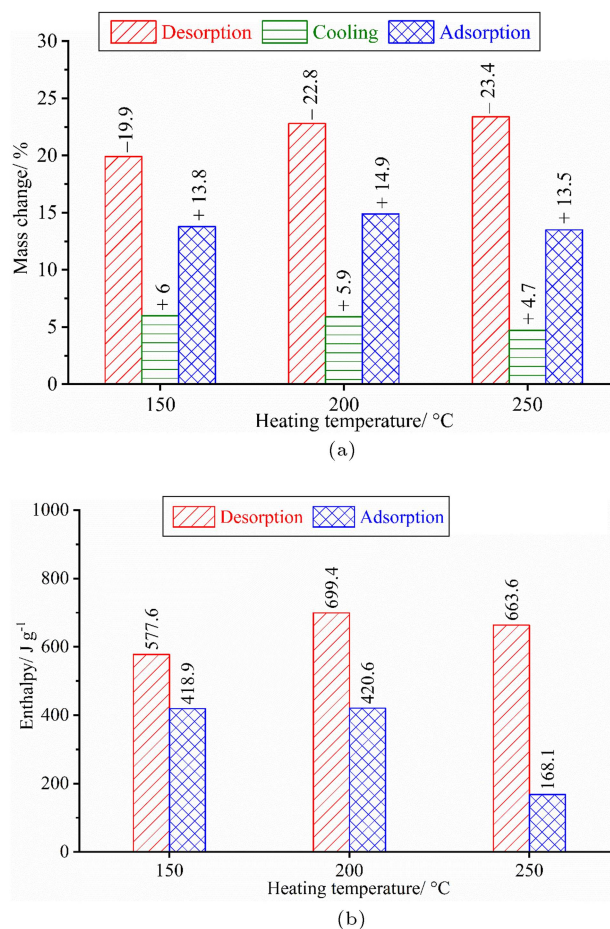 Desorption Cooling Adsorption
30
25
20
15
10
5
0
Mass change/ %
−19.9
+ 6
+ 13.8
− 22.8
+ 5.9
+ 14.9
− 23.4
+ 4.7
+ 13.5
150 200 250
Heating temperature/ °C
(a)
Desorption Adsorption
1000
800
600
400
200
0
Enthalpy/ J g-1
577.6
418.9
699.4
420.6
663.6
168.1
150 200 250
Heating temperature/ °C
(b)